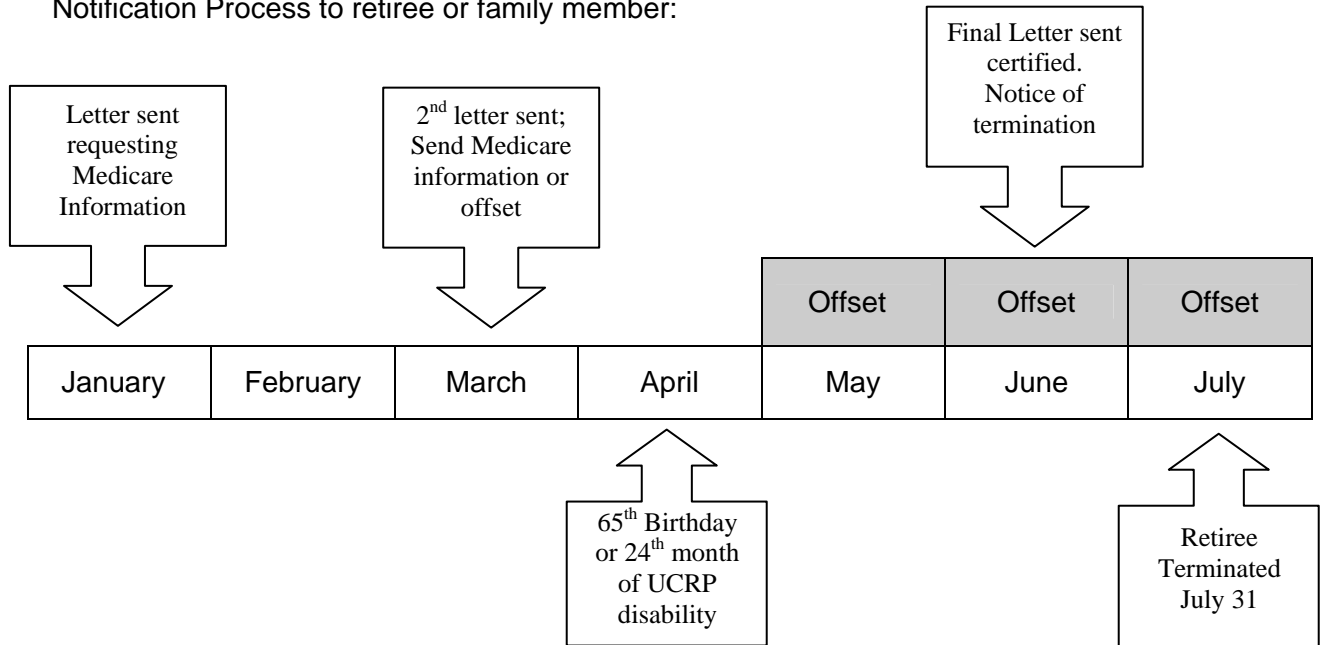 Notification Process to retiree or family member:
Final Letter sent
certified.
Notice of
termination
Letter sent
requesting
Medicare
Information
2nd letter sent;
Send Medicare
information or
offset
Offset Offset Offset
January February March April May June July
65th Birthday
or 24th month
of UCRP
disability
Retiree
Terminated
July 31